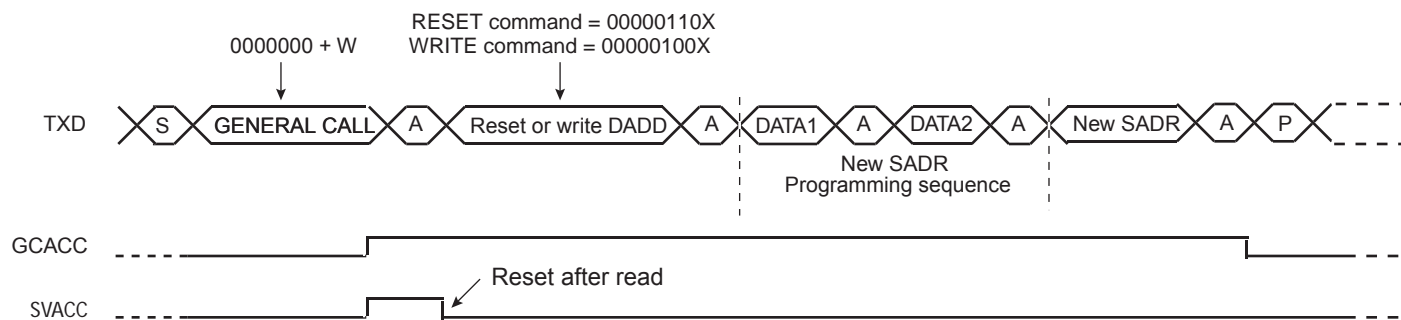 RESET command = 00000110X
0000000 + W
WRITE command = 00000100X
TXD
S
GENERAL CALL
A
Reset or write DADD
A
DATA1
A
DATA2
A
New SADR
A
P
New SADR
Programming sequence
GCACC
Reset after read
SVACC